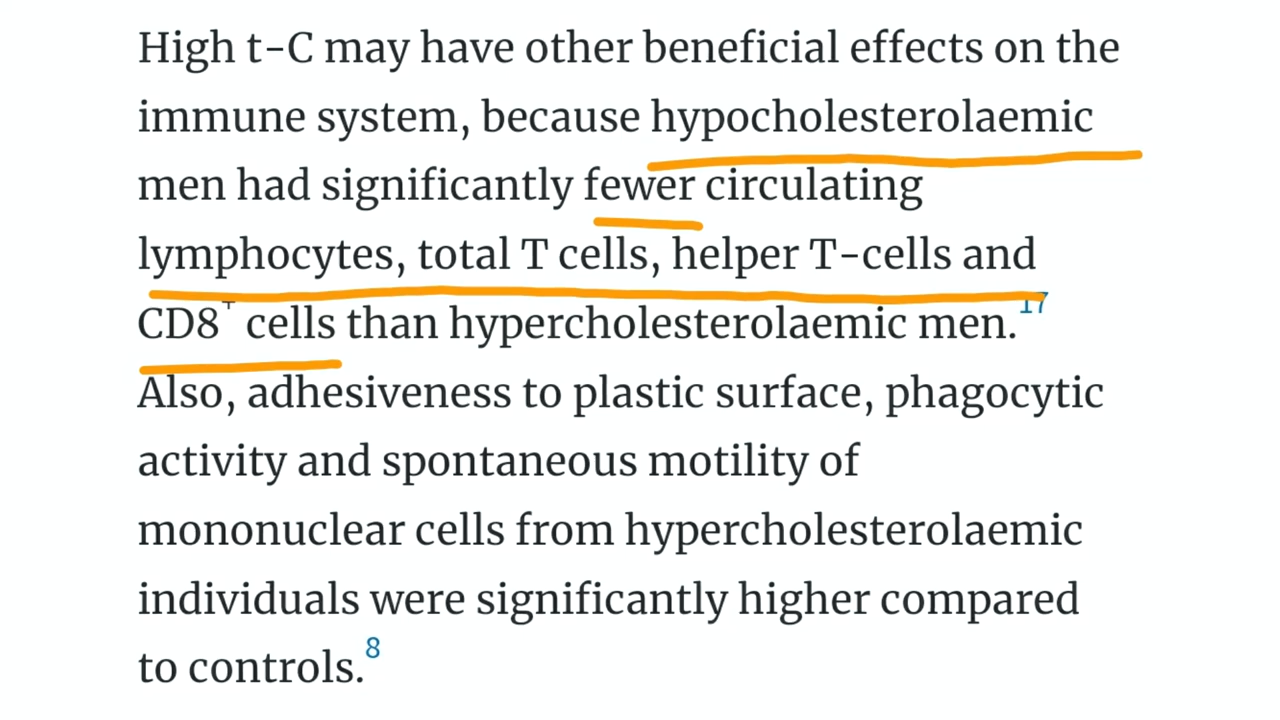 High t-C may have other beneficial effects on the
immune system, because hypocholesterolaemic
men had significantly fewer circulating
lymphocytes, total T cells, helper T-cells and
CD8⁺ cells than hypercholesterolaemic men.¹⁷
Also, adhesiveness to plastic surface, phagocytic
activity and spontaneous motility of
mononuclear cells from hypercholesterolaemic
individuals were significantly higher compared
to controls.⁸